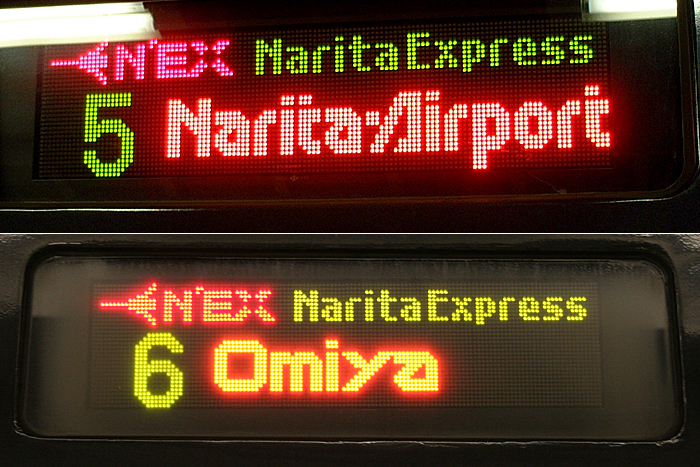 N'EX Narita Express
5 Narita Airport
N'EX Narita Express
6 Omiya